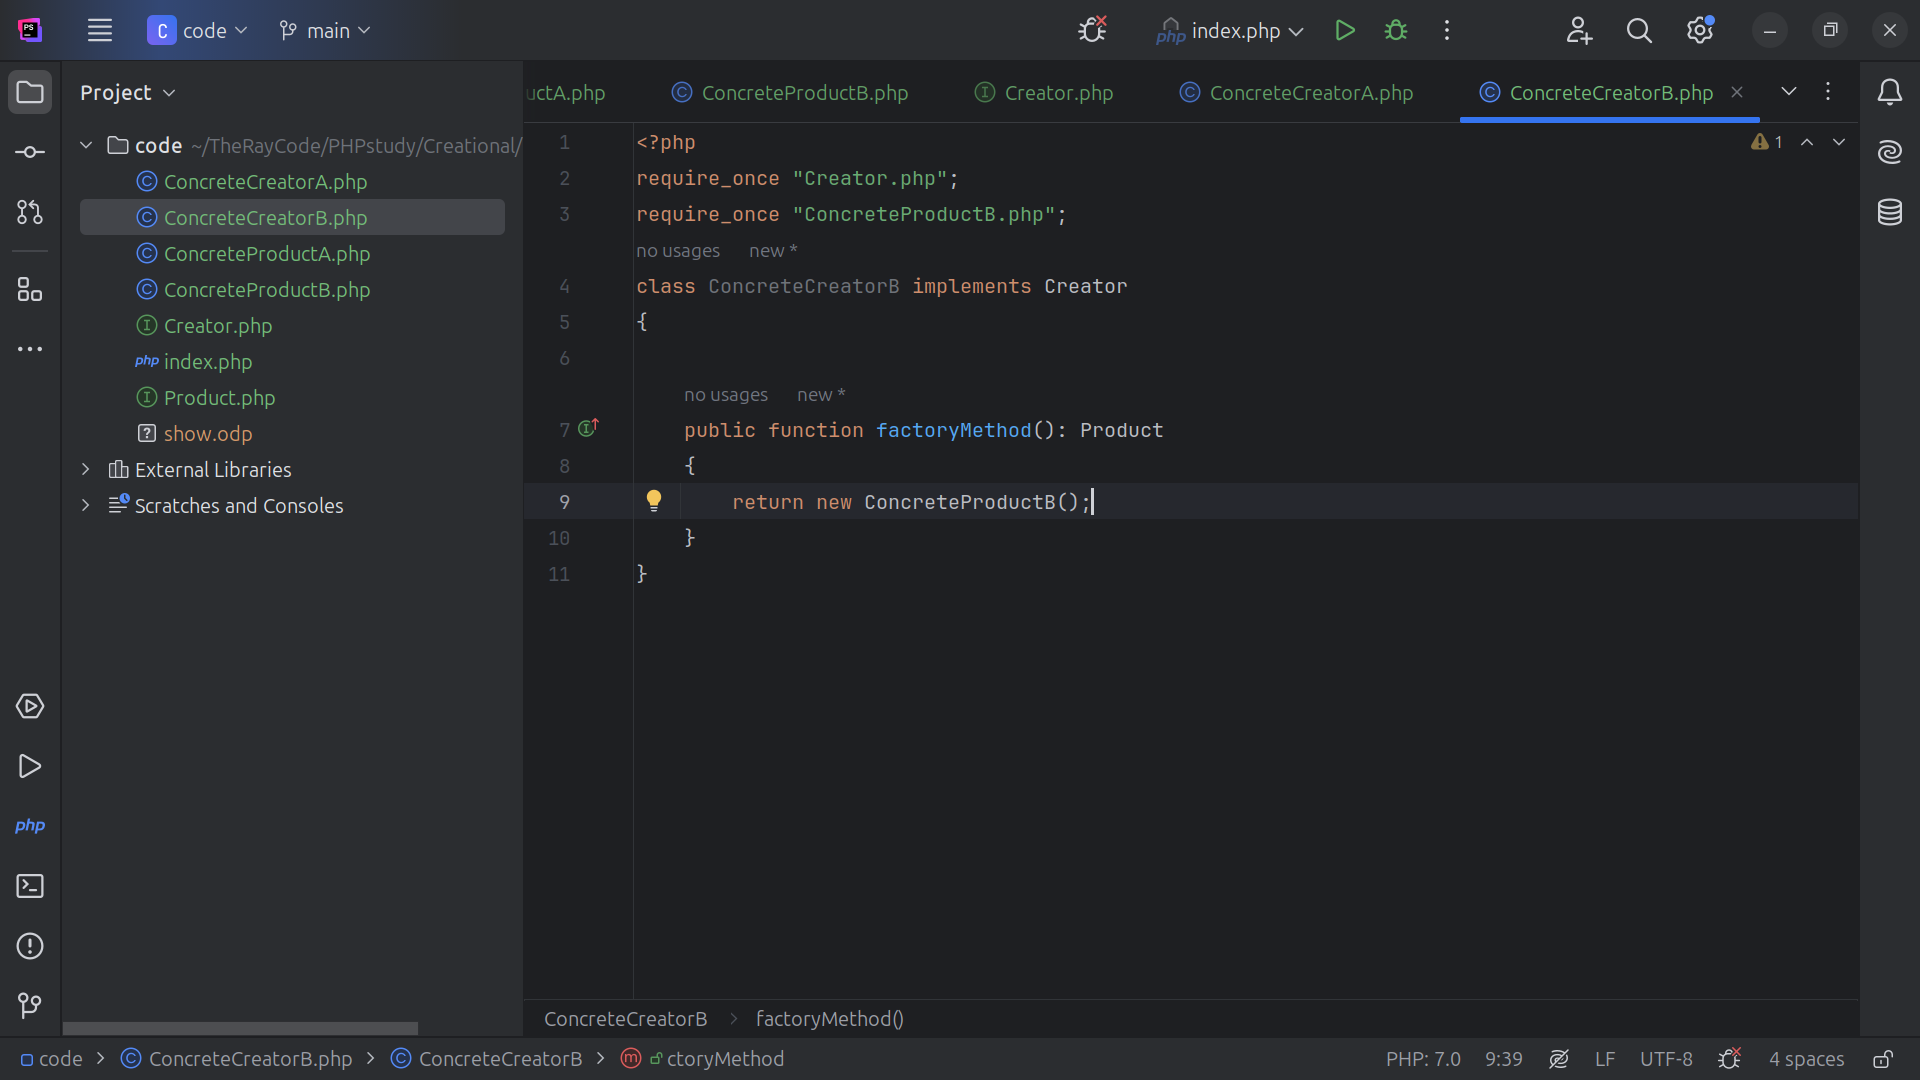 code
main
index.php
Project
uctA.php
ConcreteProductB.php
Creator.php
ConcreteCreatorA.php
ConcreteCreatorB.php
code ~/TheRayCode/PHPstudy/Creational/
ConcreteCreatorA.php
ConcreteCreatorB.php
ConcreteProductA.php
ConcreteProductB.php
Creator.php
php index.php
Product.php
show.odp
External Libraries
Scratches and Consoles
1 <?php
2 require_once "Creator.php";
3 require_once "ConcreteProductB.php";
no usages new *
4 class ConcreteCreatorB implements Creator
5 {
6
no usages new *
7 public function factoryMethod(): Product
8 {
9 return new ConcreteProductB();
10 }
11 }
1
php
ConcreteCreatorB > factoryMethod()
code > ConcreteCreatorB.php > ConcreteCreatorB > ctoryMethod
PHP: 7.0 9:39 LF UTF-8 4 spaces